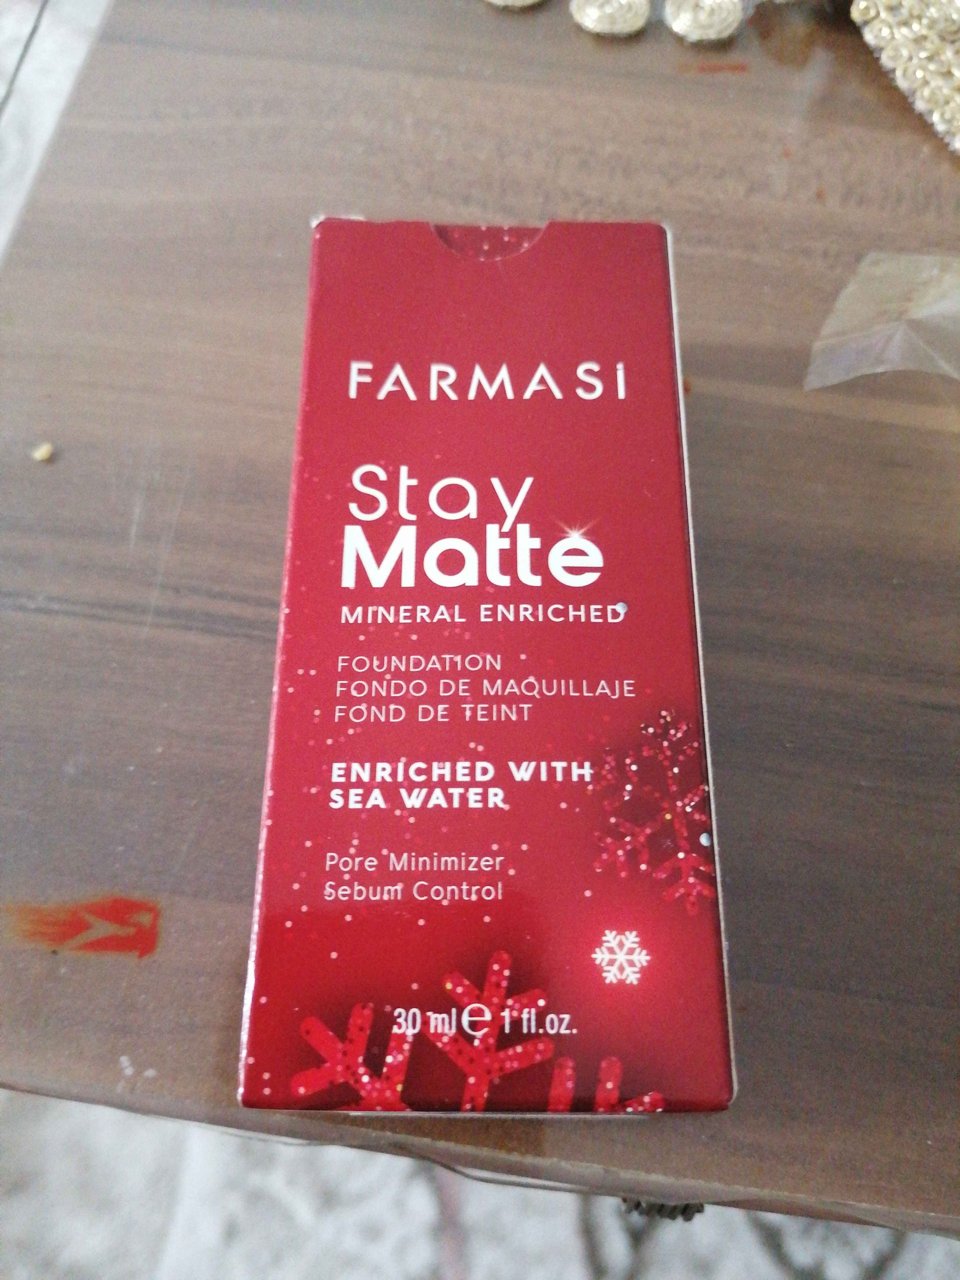 FARMASi
Stay
Matte
MINERAL ENRICHED
FOUNDATION
FONDO DE MAQUILLAJE
FOND DE TEINT
ENRICHED WITH
SEA WATER
Pore Minimizer
Sebum Control
30 ml ℮ 1 fl.oz.